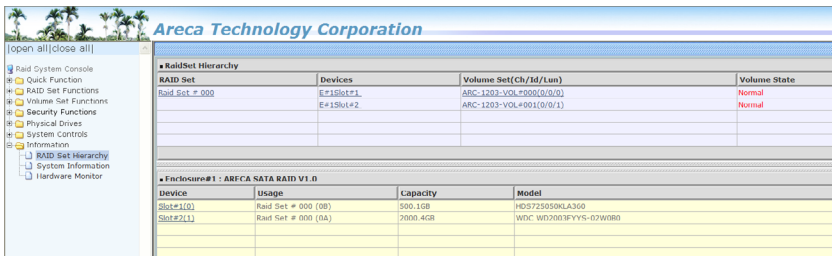 Areca Technology Corporation
|open all|close all|
Raid System Console
Quick Function
RAID Set Functions
Volume Set Functions
Security Functions
Physical Drives
System Controls
Information
RAID Set Hierarchy
System Information
Hardware Monitor
RaidSet Hierarchy
RAID Set Devices Volume Set(Ch/Id/Lun) Volume State
Raid Set # 000 E#1Slot#1 ARC-1203-VOL#000(0/0/0) Normal
E#1Slot#2 ARC-1203-VOL#001(0/0/1) Normal
Enclosure#1 : ARECA SATA RAID V1.0
Device Usage Capacity Model
Slot#1(0) Raid Set # 000 (0B) 500.1GB HDS725050KLA360
Slot#2(1) Raid Set # 000 (0A) 2000.4GB WDC WD2003FYYS-02W0B0